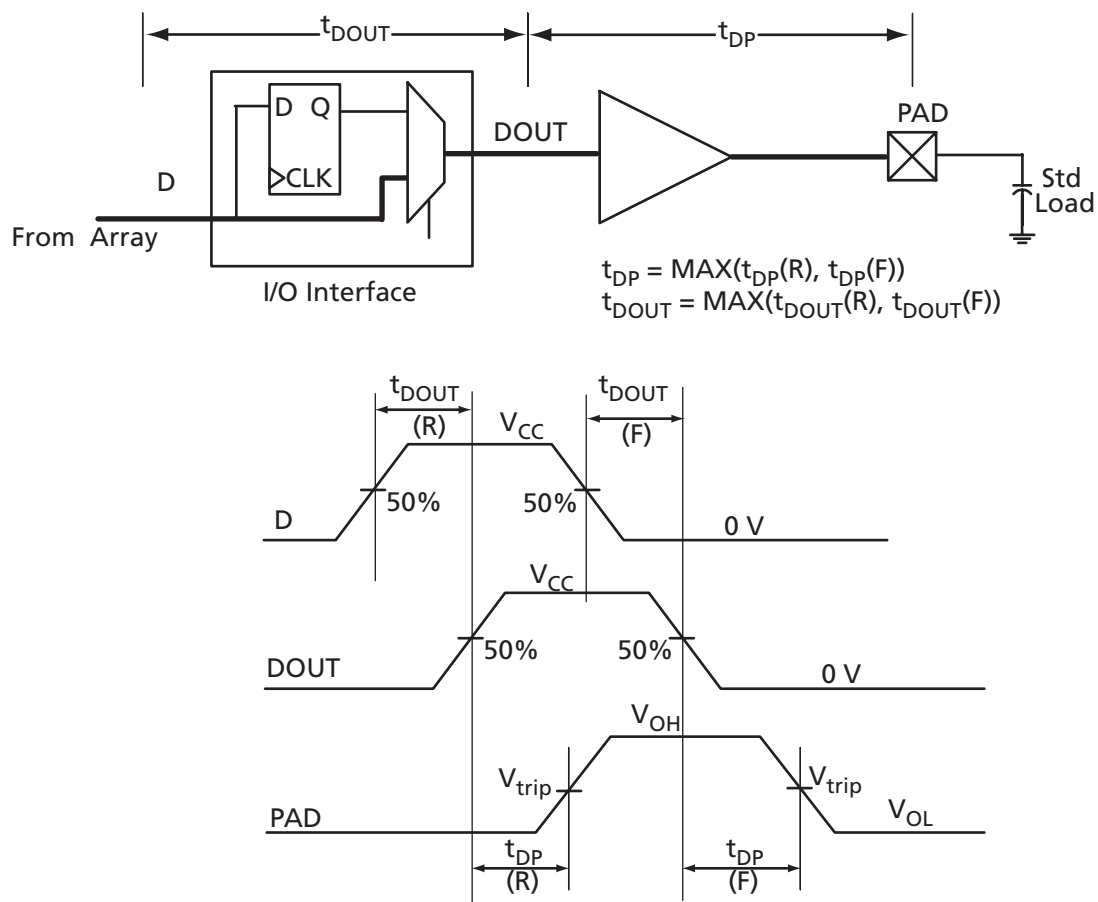 tDOUT
tDP
D Q
CLK
D
From Array
I/O Interface
DOUT
PAD
Std
Load
tDP = MAX(tDP(R), tDP(F))
tDOUT = MAX(tDOUT(R), tDOUT(F))
tDOUT
(R)
tDOUT
(F)
VCC
50%
50%
D
0 V
VCC
50%
50%
DOUT
0 V
VOH
Vtrip
Vtrip
PAD
VOL
tDP
(R)
tDP
(F)